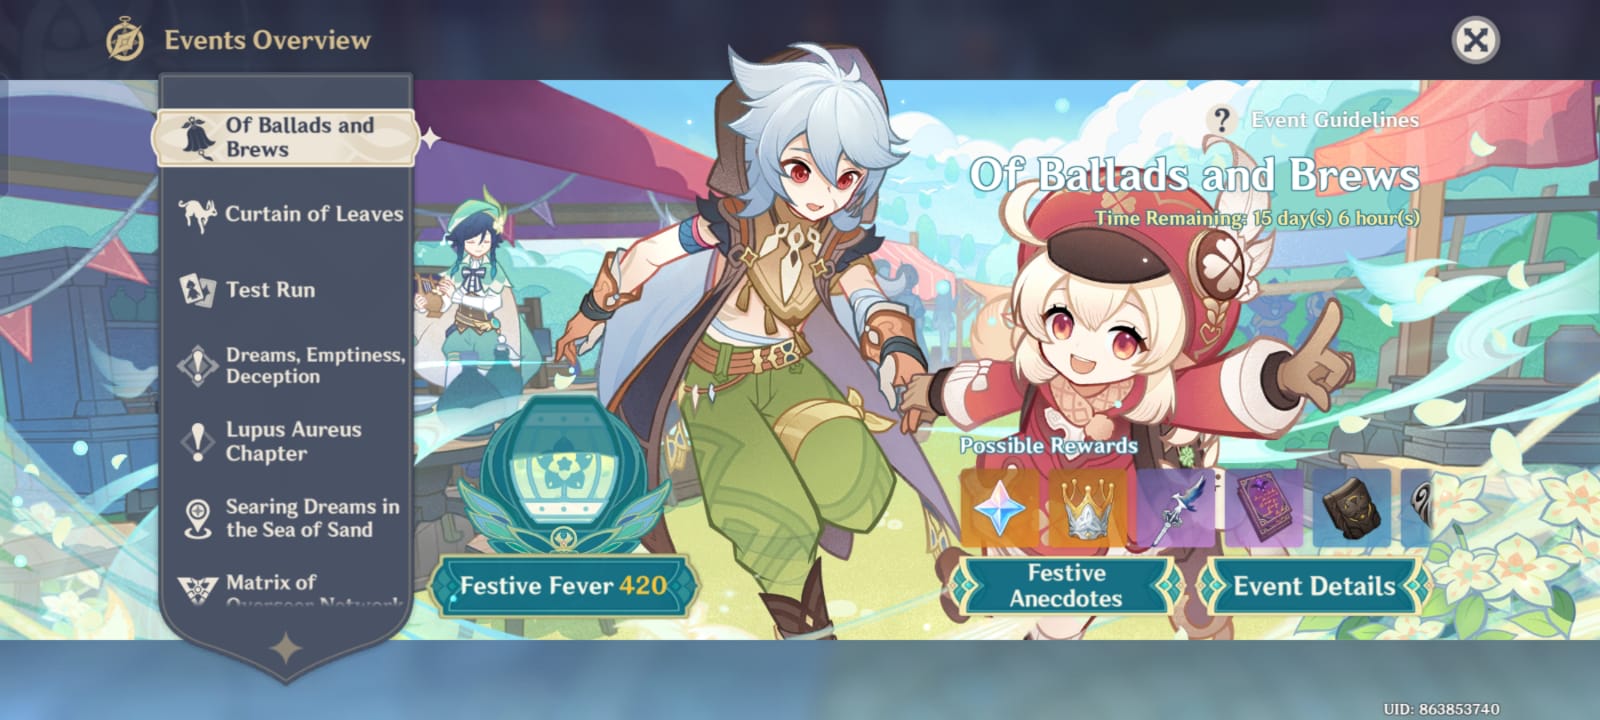 Events Overview
Of Ballads and
Brews
Curtain of Leaves
Test Run
Dreams, Emptiness,
Deception
Lupus Aureus
Chapter
Searing Dreams in
the Sea of Sand
Matrix of
Overseer Network
? Event Guidelines
Of Ballads and Brews
Time Remaining: 15 day(s) 6 hour(s)
Possible Rewards
Festive Fever 420
Festive
Anecdotes
Event Details
UID: 863853740